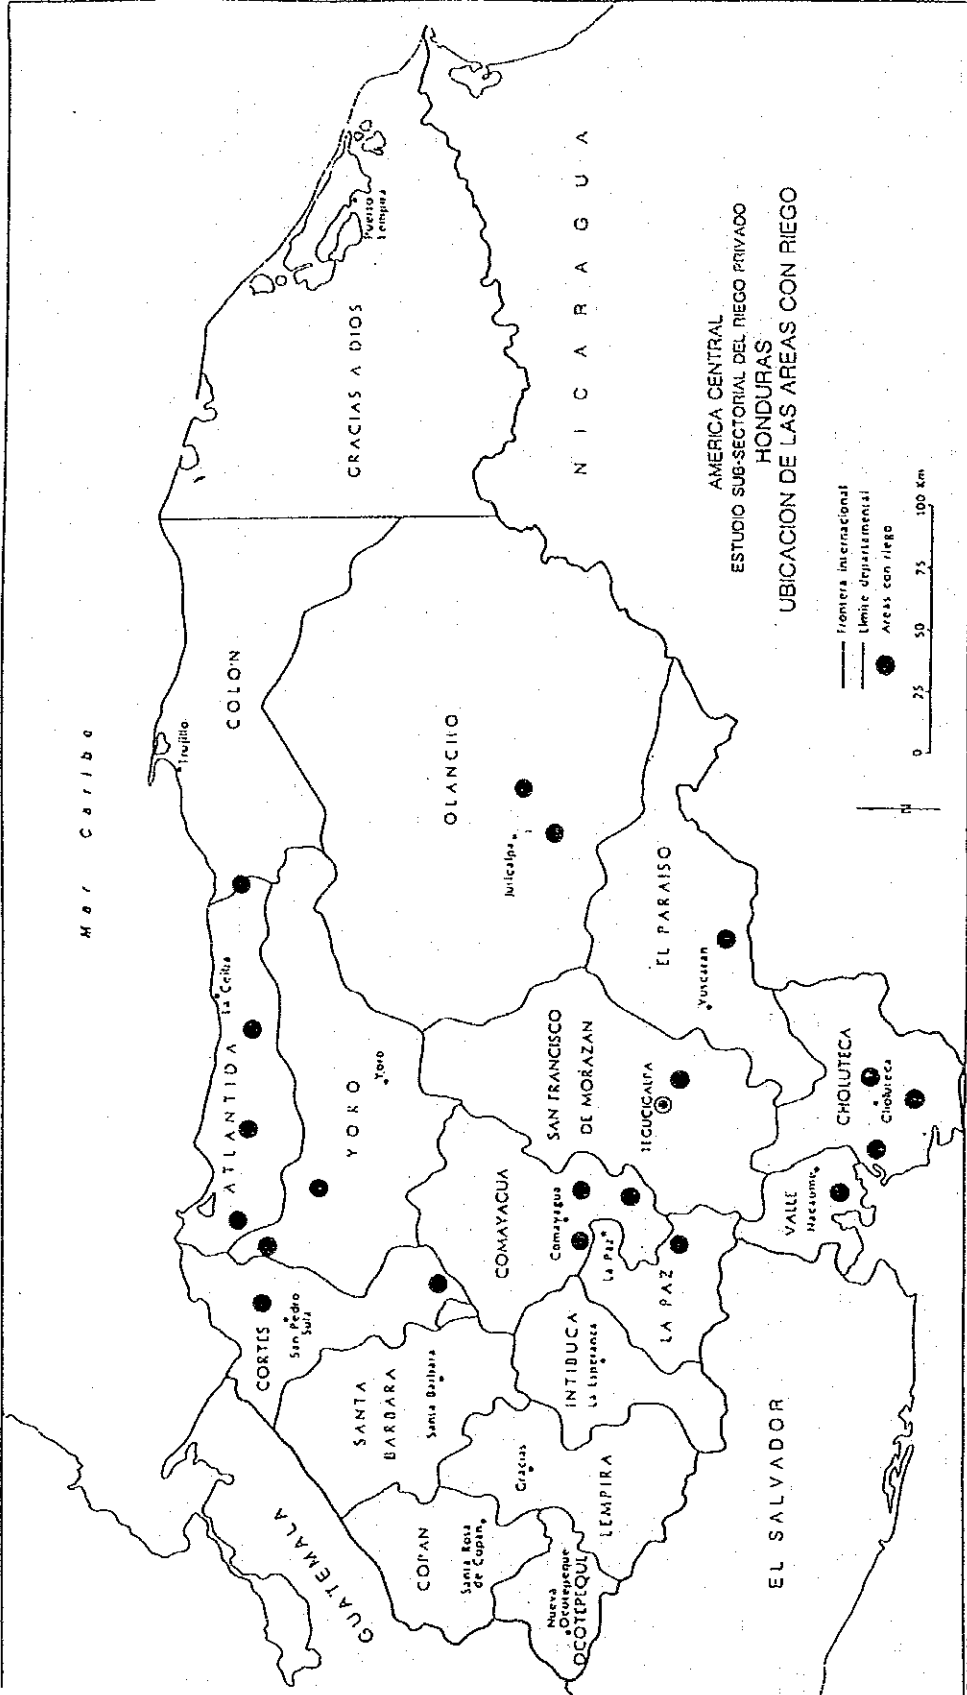 Mar Caribe
GUATEMALA
CORTES
San Pedro
Sula
ATLANTIDA
La Ceiba
Trujillo
COLON
GRACIAS A DIOS
Puerto
Lempira
YORO
Yoro
OLANCHO
Juticalpa
SANTA
BARBARA
Santa Barbara
COPAN
Santa Rosa
de Copan
Nueva
Ocotepeque
OCOTEPEQUE
Gracias
LEMPIRA
INTIBUCA
La Esperanza
COMAYAGUA
Comayagua
La Paz
LA PAZ
SAN FRANCISCO
DE MORAZAN
TEGUCIGALPA
EL PARAISO
Yuscaran
VALLE
Nacaome
CHOLUTECA
Choluteca
EL SALVADOR
NICARAGUA
AMERICA CENTRAL
ESTUDIO SUB-SECTORIAL DEL RIEGO PRIVADO
HONDURAS
UBICACION DE LAS AREAS CON RIEGO
Frontera internacional
Limite departamental
Areas con riego
0 25 50 75 100 Km
N